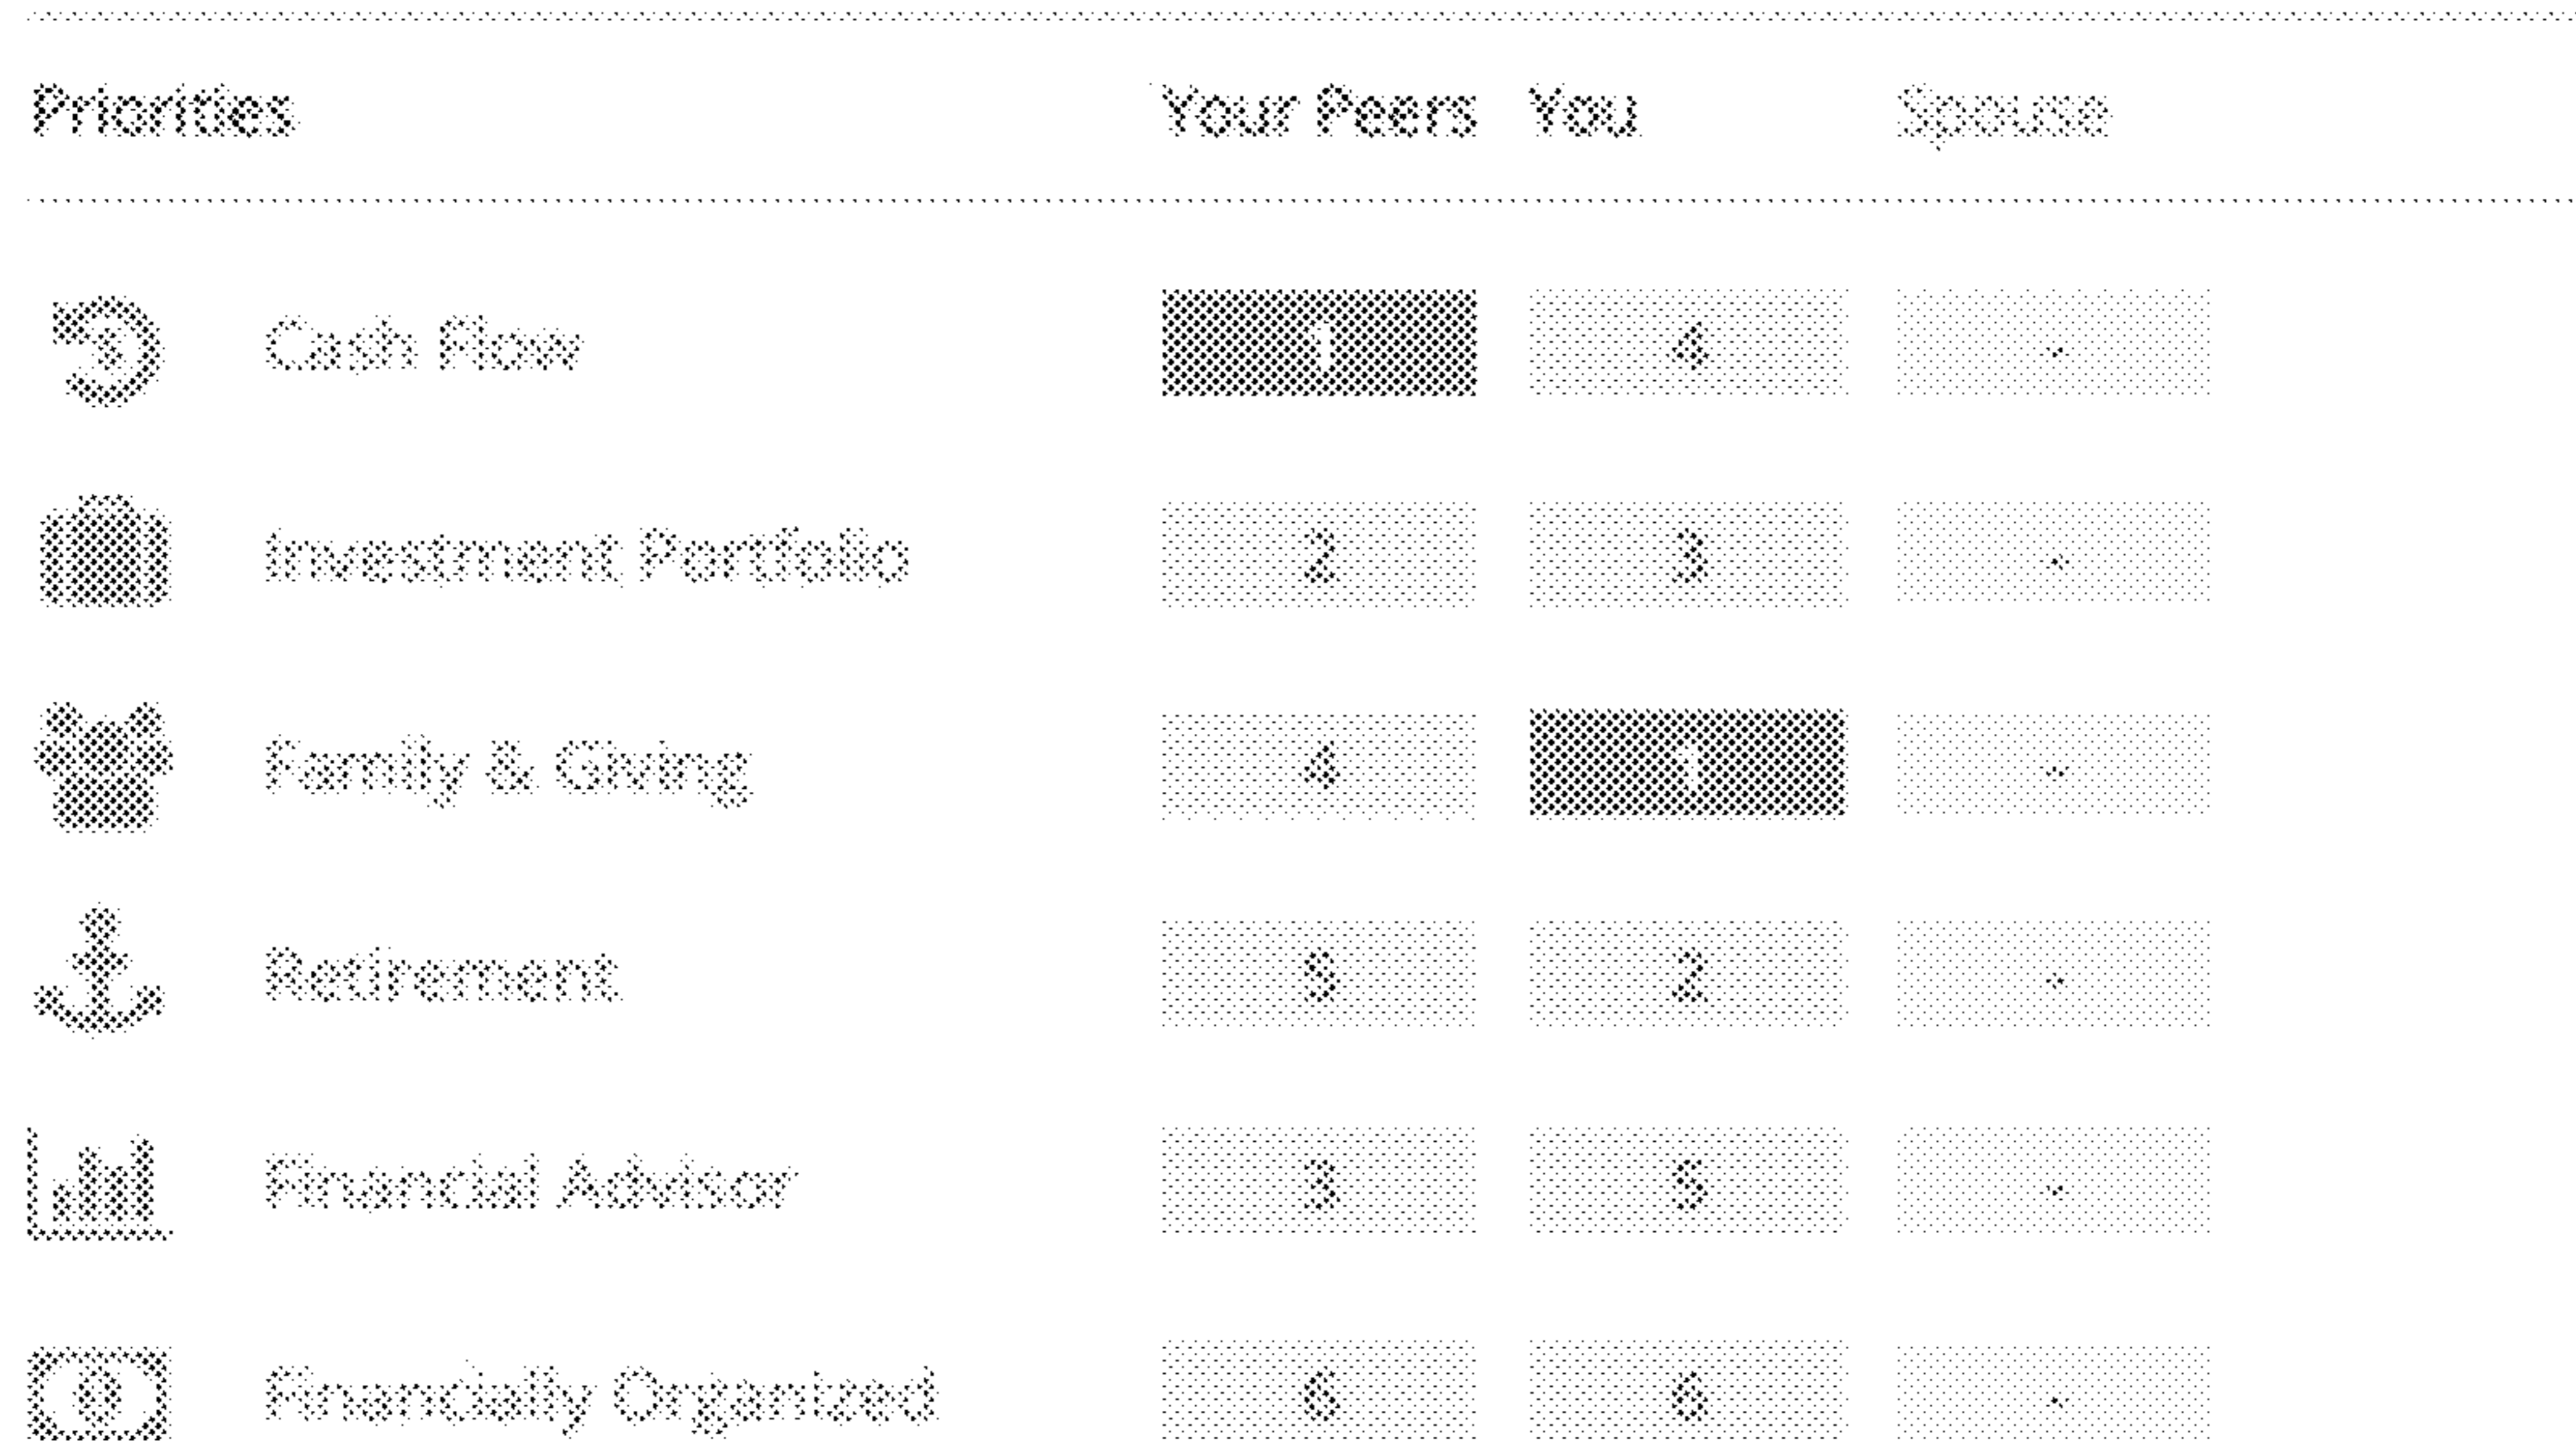 Priorities Your Peers You Spouse
Cash Flow 1 4 -
Investment Portfolio 2 3 -
Family & Giving 4 1 -
Retirement 5 2 -
Financial Advisor 3 5 -
Financially Organized 6 6 -